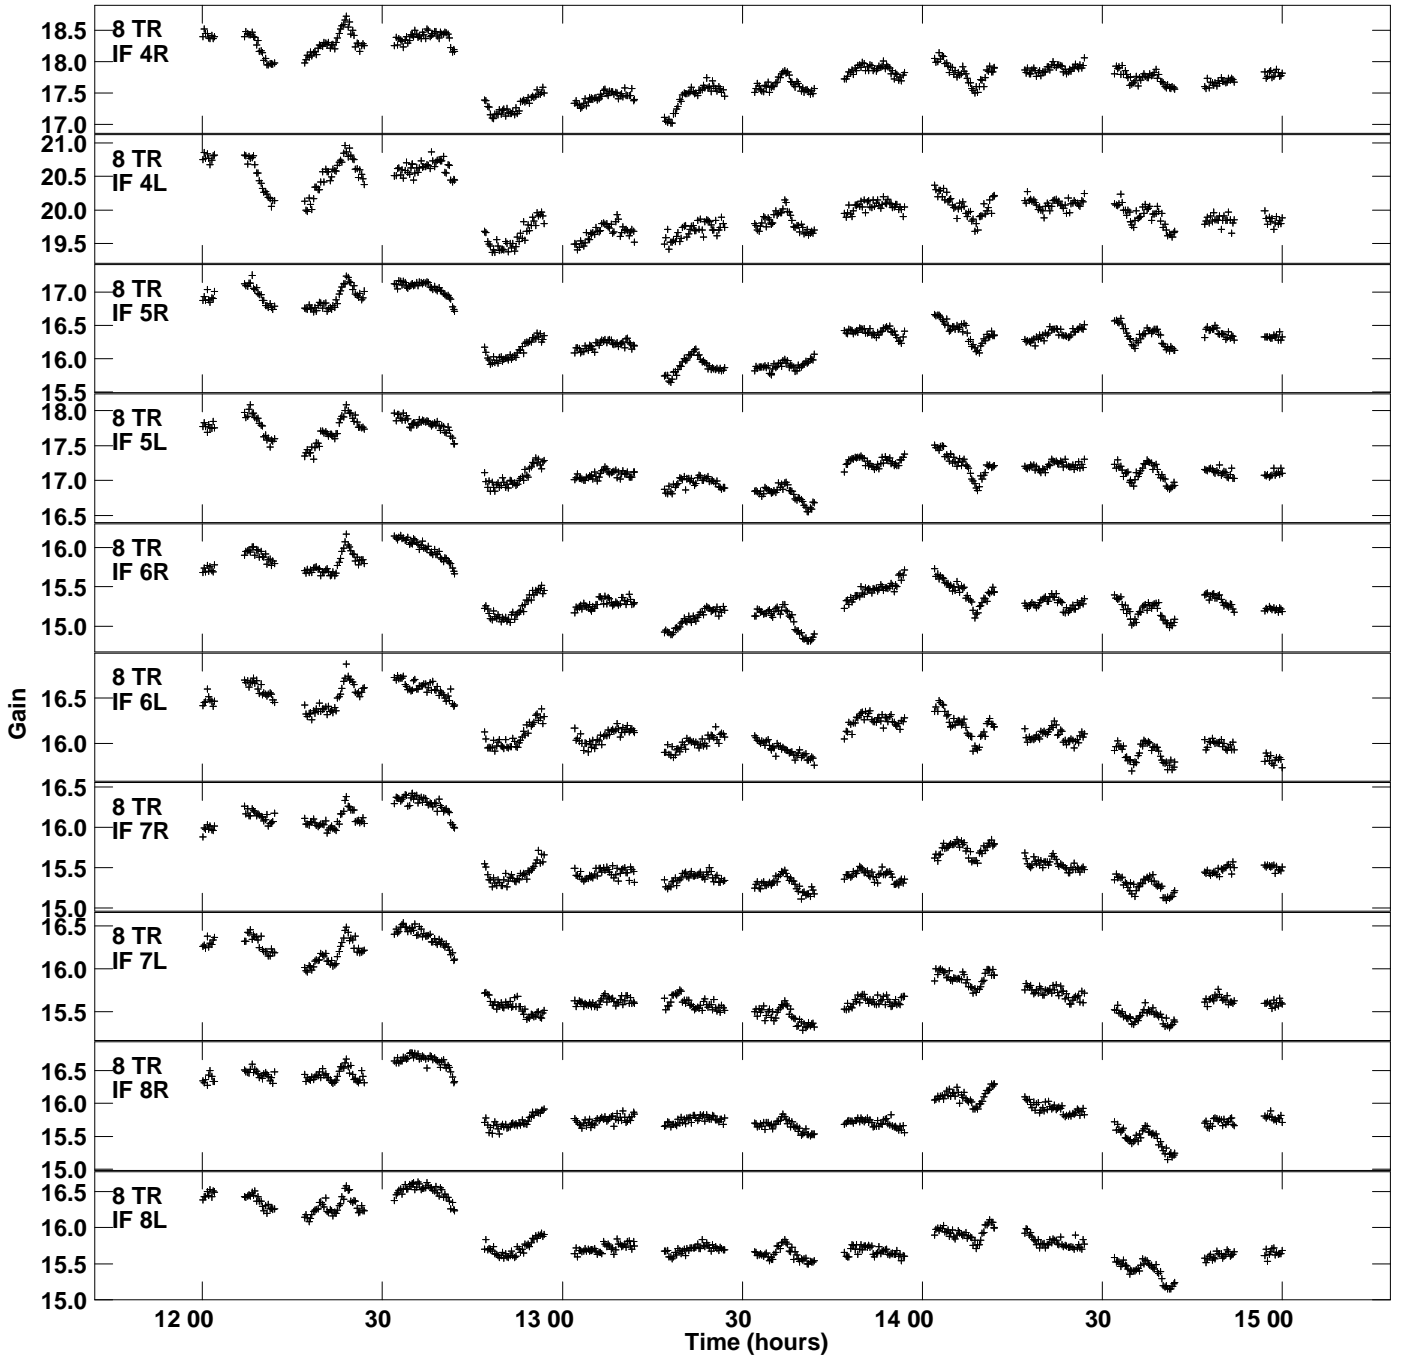 8 TR
IF 4R
18.5
18.0
17.5
17.0
8 TR
IF 4L
21.0
20.5
20.0
19.5
8 TR
IF 5R
17.0
16.5
16.0
15.5
8 TR
IF 5L
18.0
17.5
17.0
16.5
8 TR
IF 6R
16.0
15.5
15.0
8 TR
IF 6L
16.5
16.0
8 TR
IF 7R
16.5
16.0
15.5
15.0
8 TR
IF 7L
16.5
16.0
15.5
8 TR
IF 8R
16.5
16.0
15.5
15.0
8 TR
IF 8L
16.5
16.0
15.5
15.0
Gain
12 00 30 13 00 30 14 00 30 15 00
Time (hours)